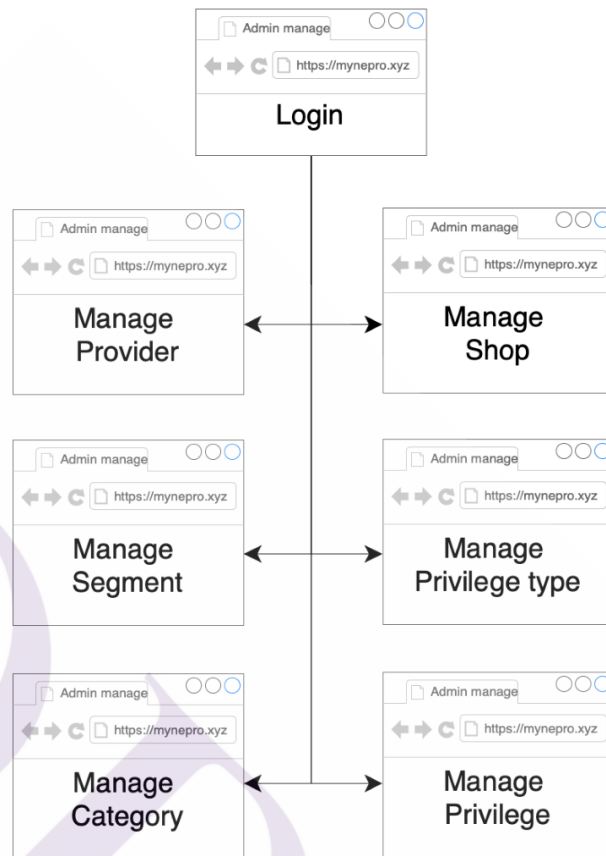 Admin manage
https://mynepro.xyz
Login
Admin manage
https://mynepro.xyz
Manage
Provider
Admin manage
https://mynepro.xyz
Manage
Shop
Admin manage
https://mynepro.xyz
Manage
Segment
Admin manage
https://mynepro.xyz
Manage
Privilege type
Admin manage
https://mynepro.xyz
Manage
Category
Admin manage
https://mynepro.xyz
Manage
Privilege